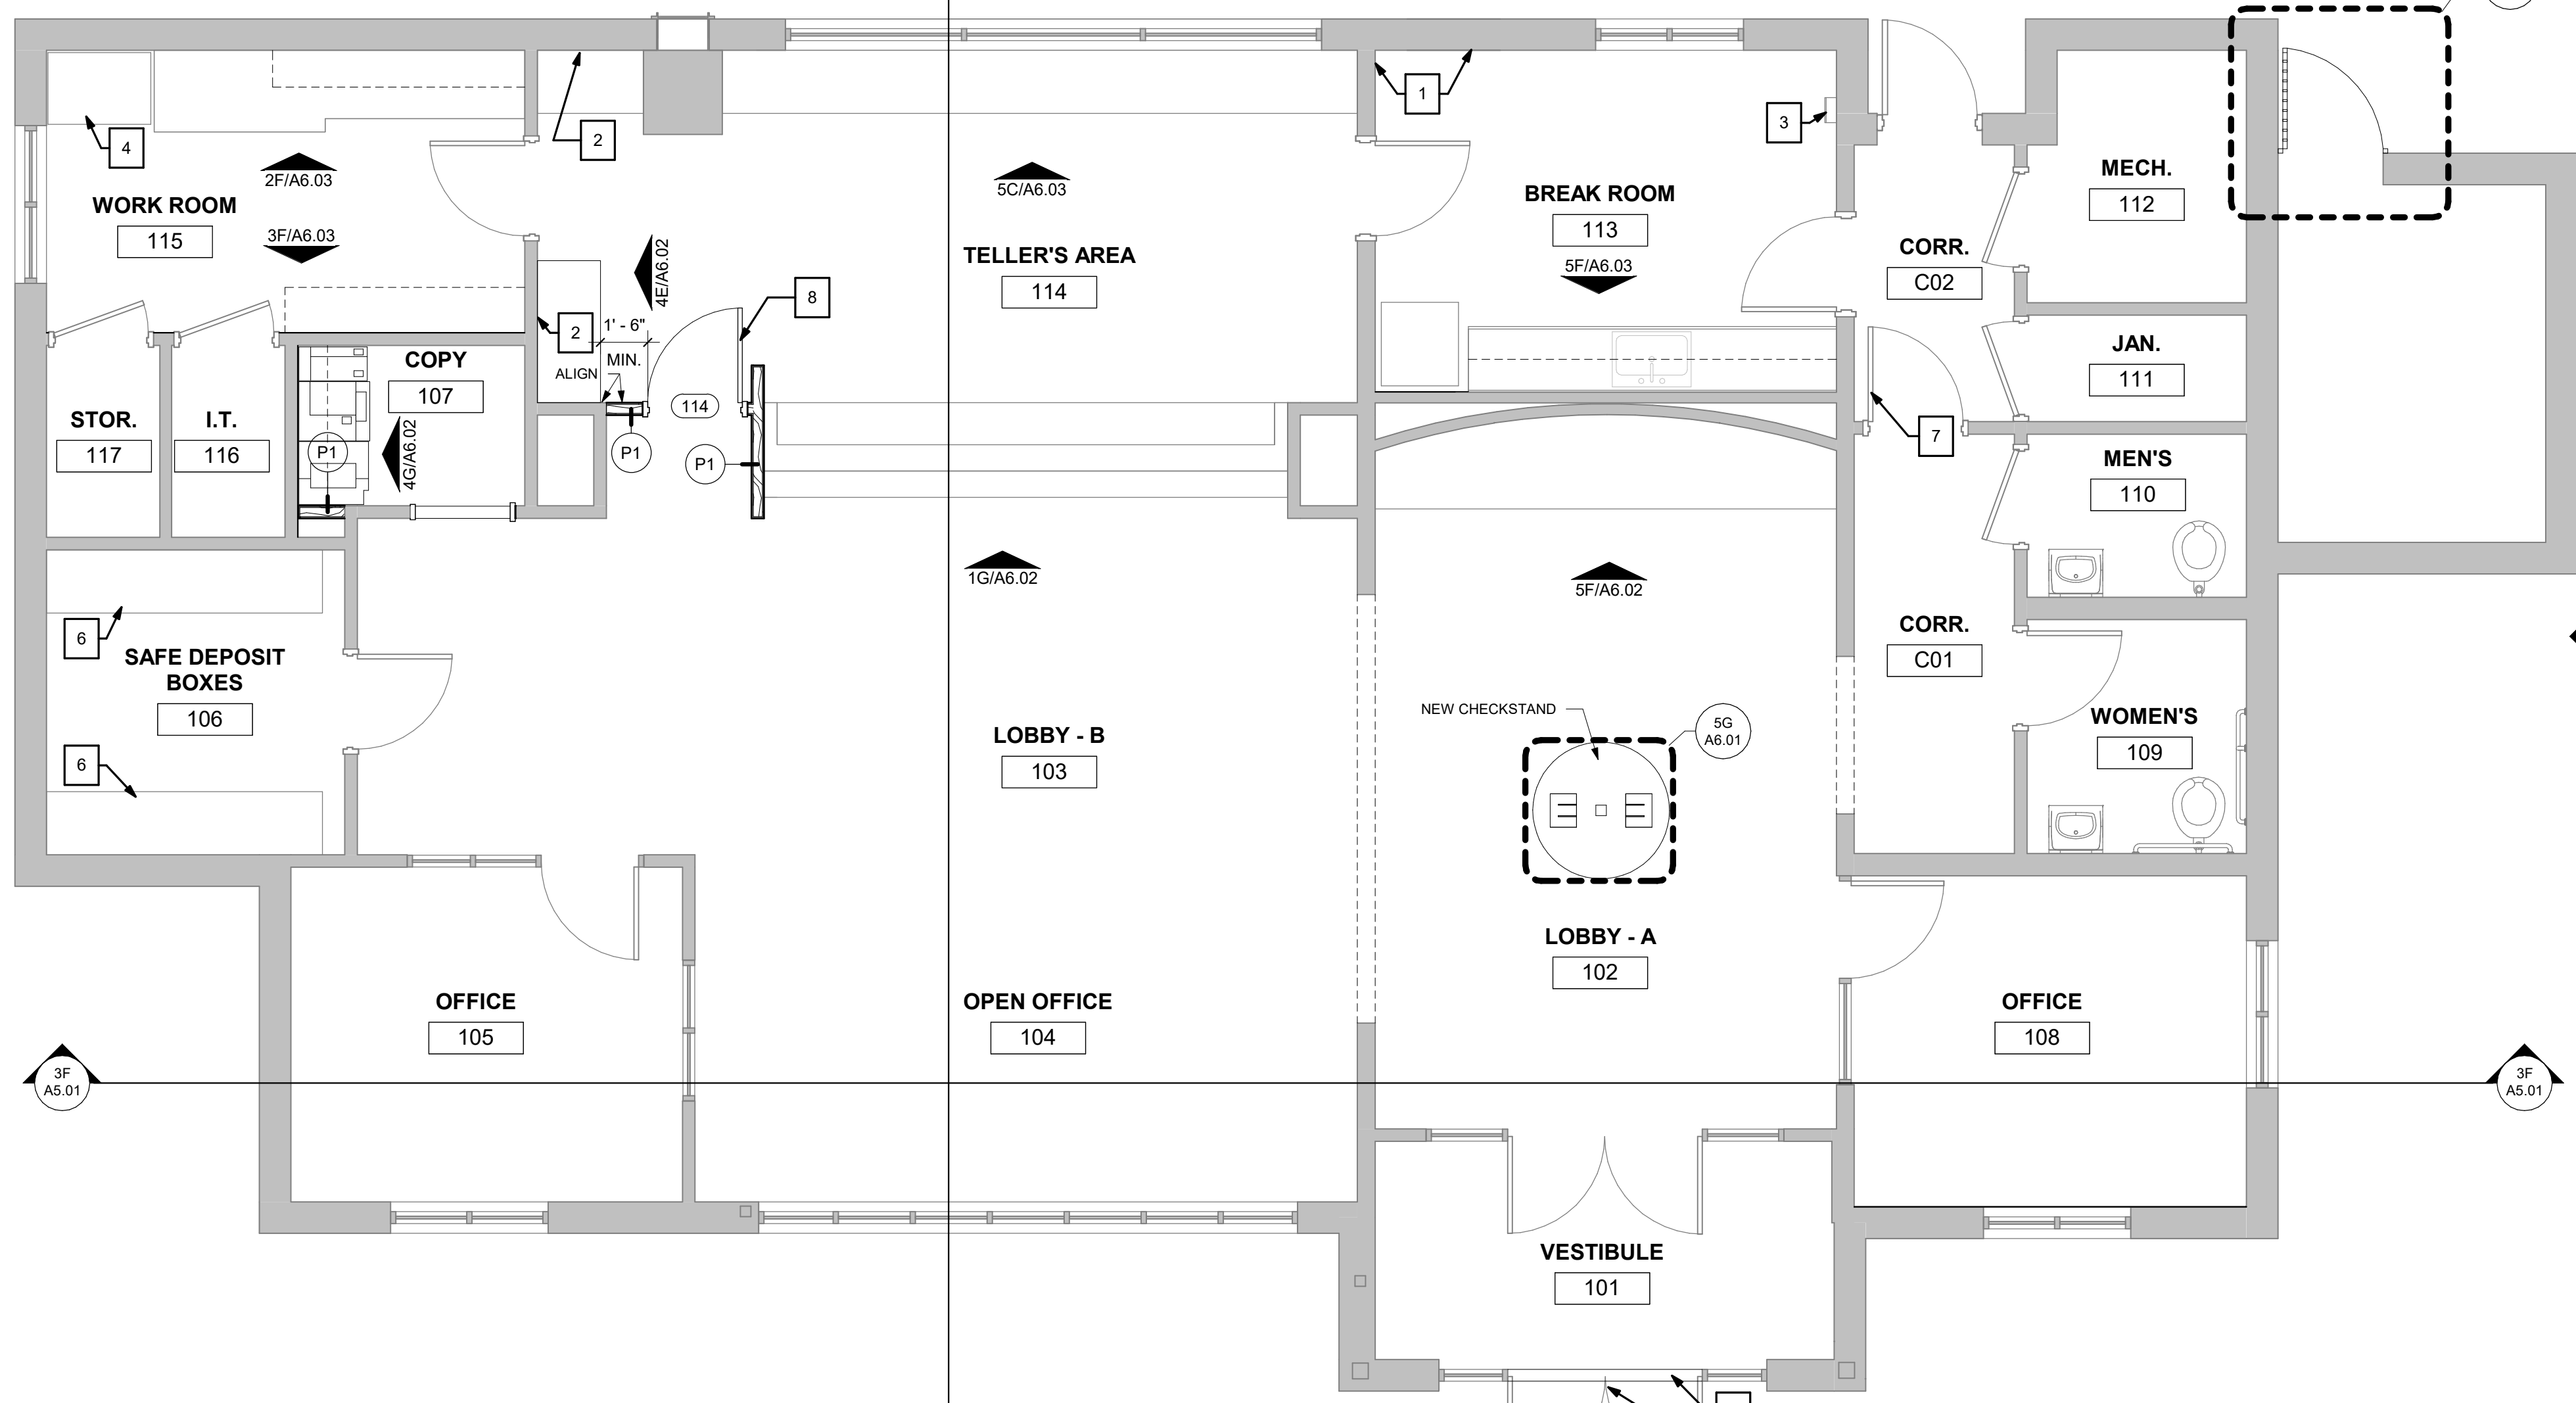 1
2
3
4
2F/A6.03
5C/A6.03
MECH.
112
WORK ROOM
115
BREAK ROOM
113
3F/A6.03
4E/A6.02
TELLER'S AREA
114
5F/A6.03
CORR.
C02
8
2
1' - 6"
MIN.
ALIGN
COPY
107
JAN.
111
114
STOR.
117
I.T.
116
P1
4G/A6.02
P1
P1
7
MEN'S
110
1G/A6.02
5F/A6.02
6
SAFE DEPOSIT
BOXES
106
CORR.
C01
6
NEW CHECKSTAND
5G
A6.01
WOMEN'S
109
LOBBY - B
103
LOBBY - A
102
OFFICE
105
OPEN OFFICE
104
OFFICE
108
3F
A5.01
3F
A5.01
VESTIBULE
101